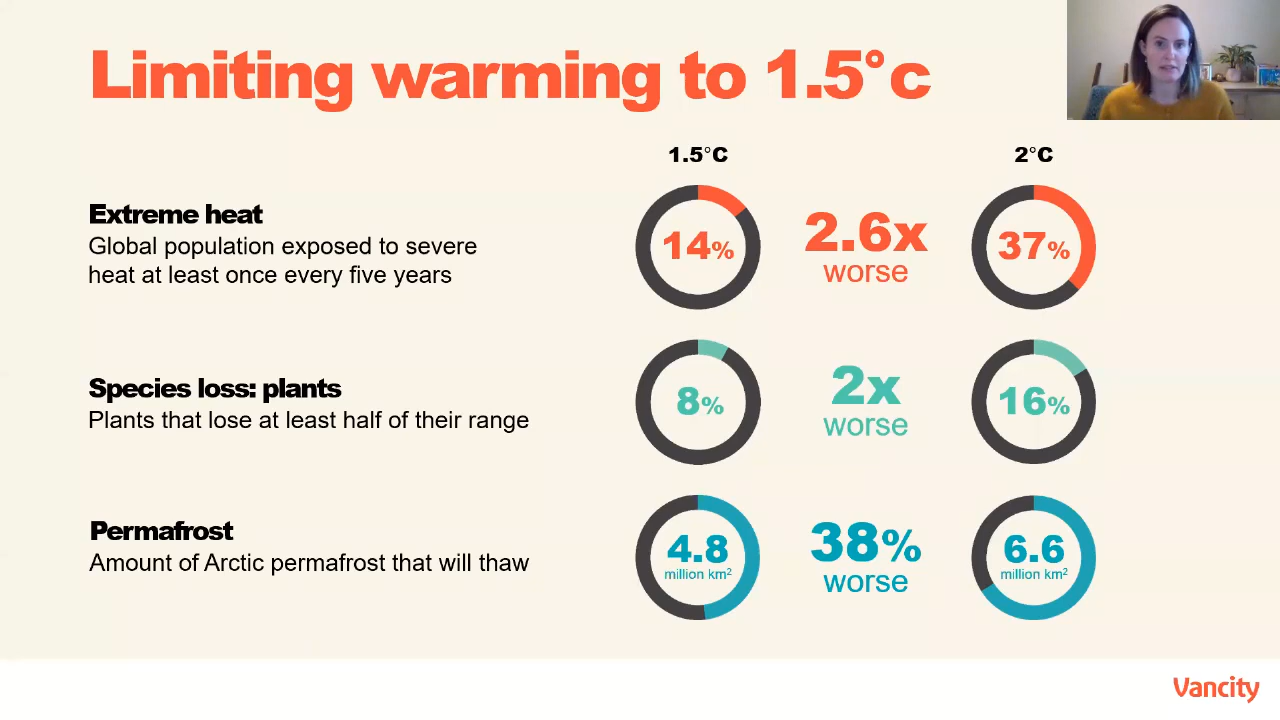 Limiting warming to 1.5°c
1.5°C
2°C
Extreme heat
Global population exposed to severe
heat at least once every five years
14%
2.6x
worse
37%
Species loss: plants
Plants that lose at least half of their range
8%
2x
worse
16%
Permafrost
Amount of Arctic permafrost that will thaw
4.8
million km²
38%
worse
6.6
million km²
Vancity